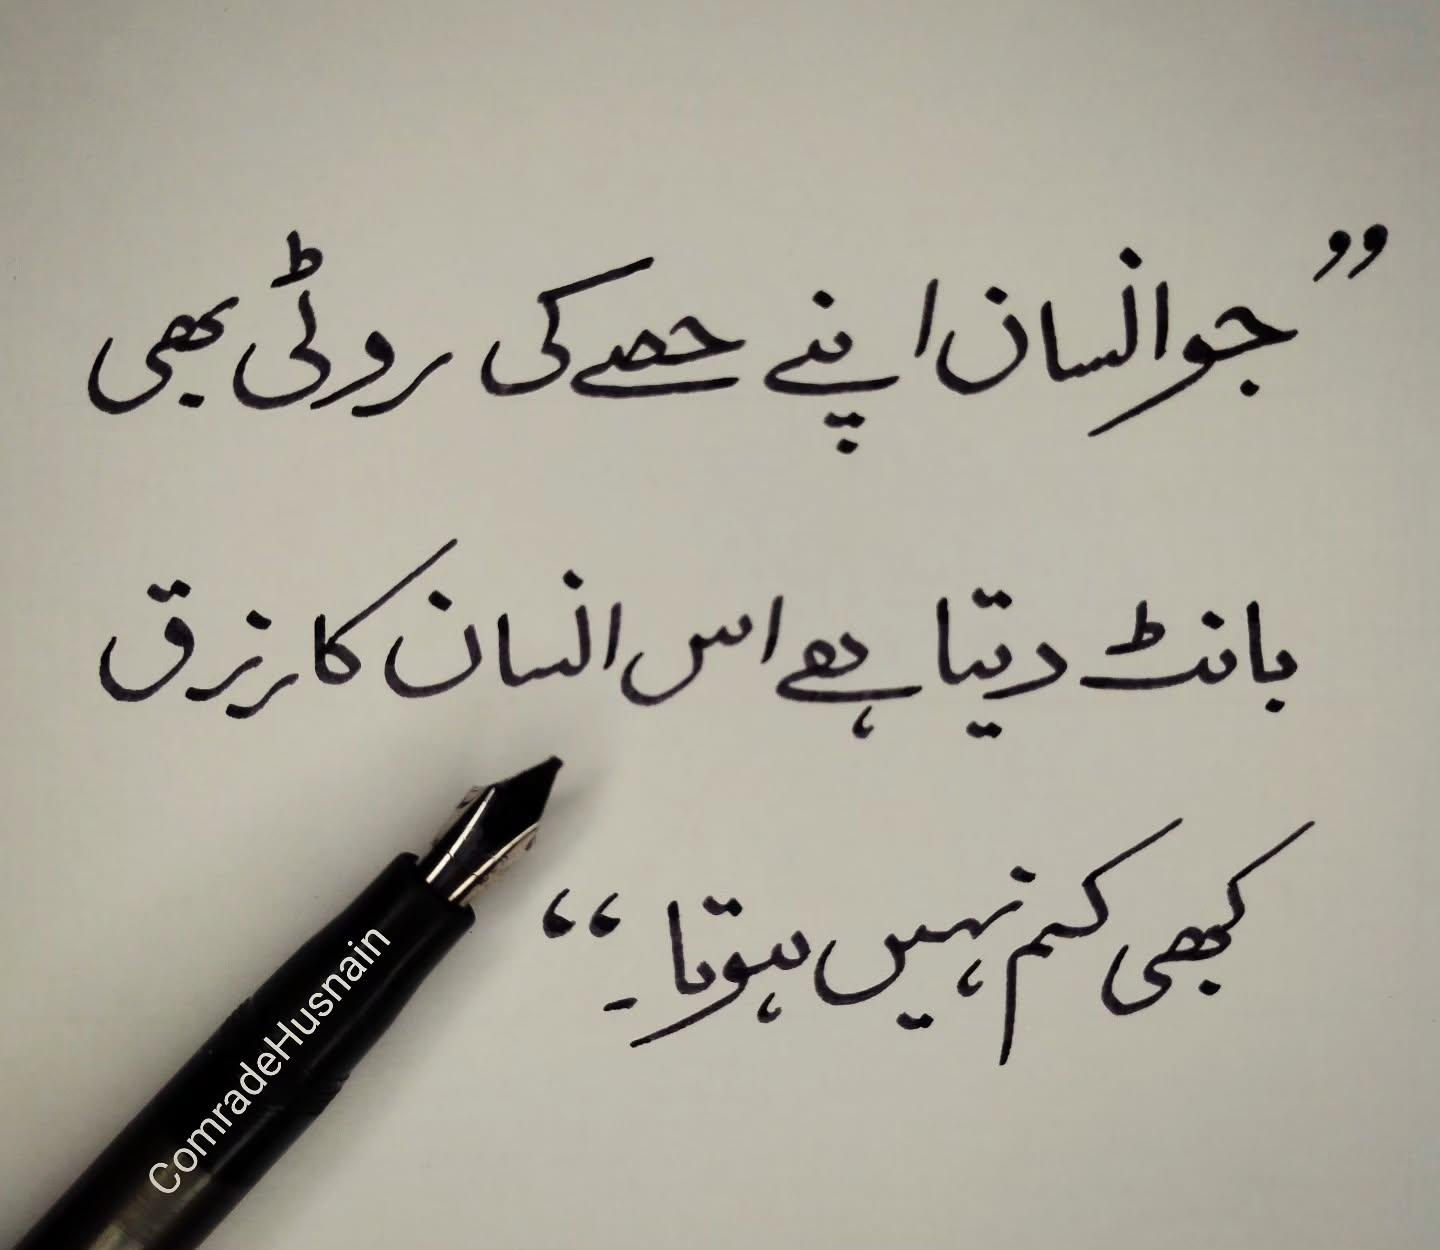 ”جو انسان اپنے حصے کی روٹی بھی
بانٹ دیتا ہے اس انسان کا رزق
کبھی کم نہیں ہوتا۔“
ComradeHusnain